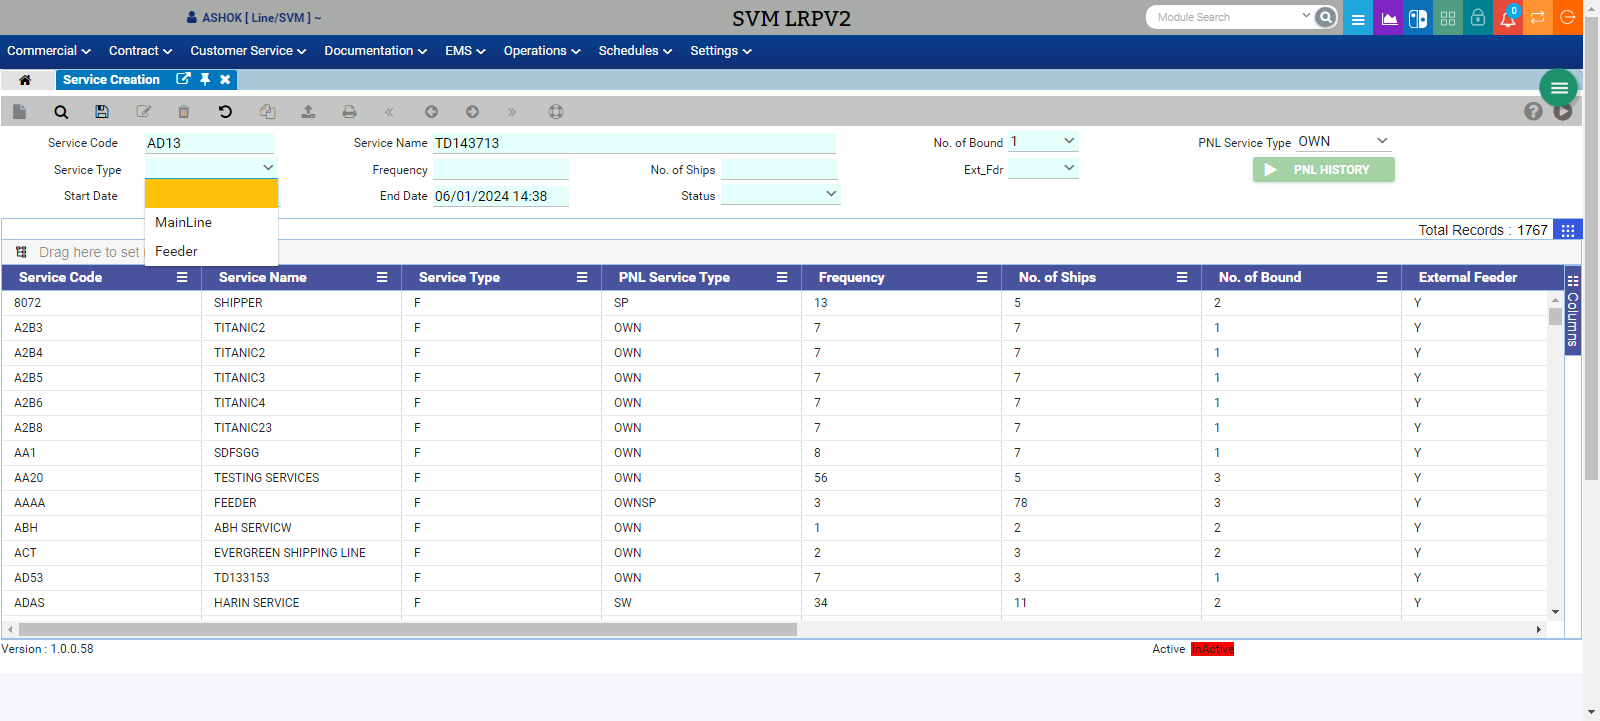 ASHOK [ Line/SVM ] ~ SVM LRPV2 Module Search 0
Commercial Contract Customer Service Documentation EMS Operations Schedules Settings
Service Creation
Service Code AD13 Service Name TD143713 No. of Bound 1 PNL Service Type OWN
Service Type Frequency No. of Ships Ext_Fdr PNL HISTORY
Start Date End Date 06/01/2024 14:38 Status
MainLine
Feeder
Total Records : 1767
Drag here to set
Service Code Service Name Service Type PNL Service Type Frequency No. of Ships No. of Bound External Feeder
Columns
8072 SHIPPER F SP 13 5 2 Y
A2B3 TITANIC2 F OWN 7 7 1 Y
A2B4 TITANIC2 F OWN 7 7 1 Y
A2B5 TITANIC3 F OWN 7 7 1 Y
A2B6 TITANIC4 F OWN 7 7 1 Y
A2B8 TITANIC23 F OWN 7 7 1 Y
AA1 SDFSGG F OWN 8 7 1 Y
AA20 TESTING SERVICES F OWN 56 5 3 Y
AAAA FEEDER F OWNSP 3 78 3 Y
ABH ABH SERVICW F OWN 1 2 2 Y
ACT EVERGREEN SHIPPING LINE F OWN 2 3 2 Y
AD53 TD133153 F OWN 7 3 1 Y
ADAS HARIN SERVICE F SW 34 11 2 Y
Version : 1.0.0.58 Active InActive